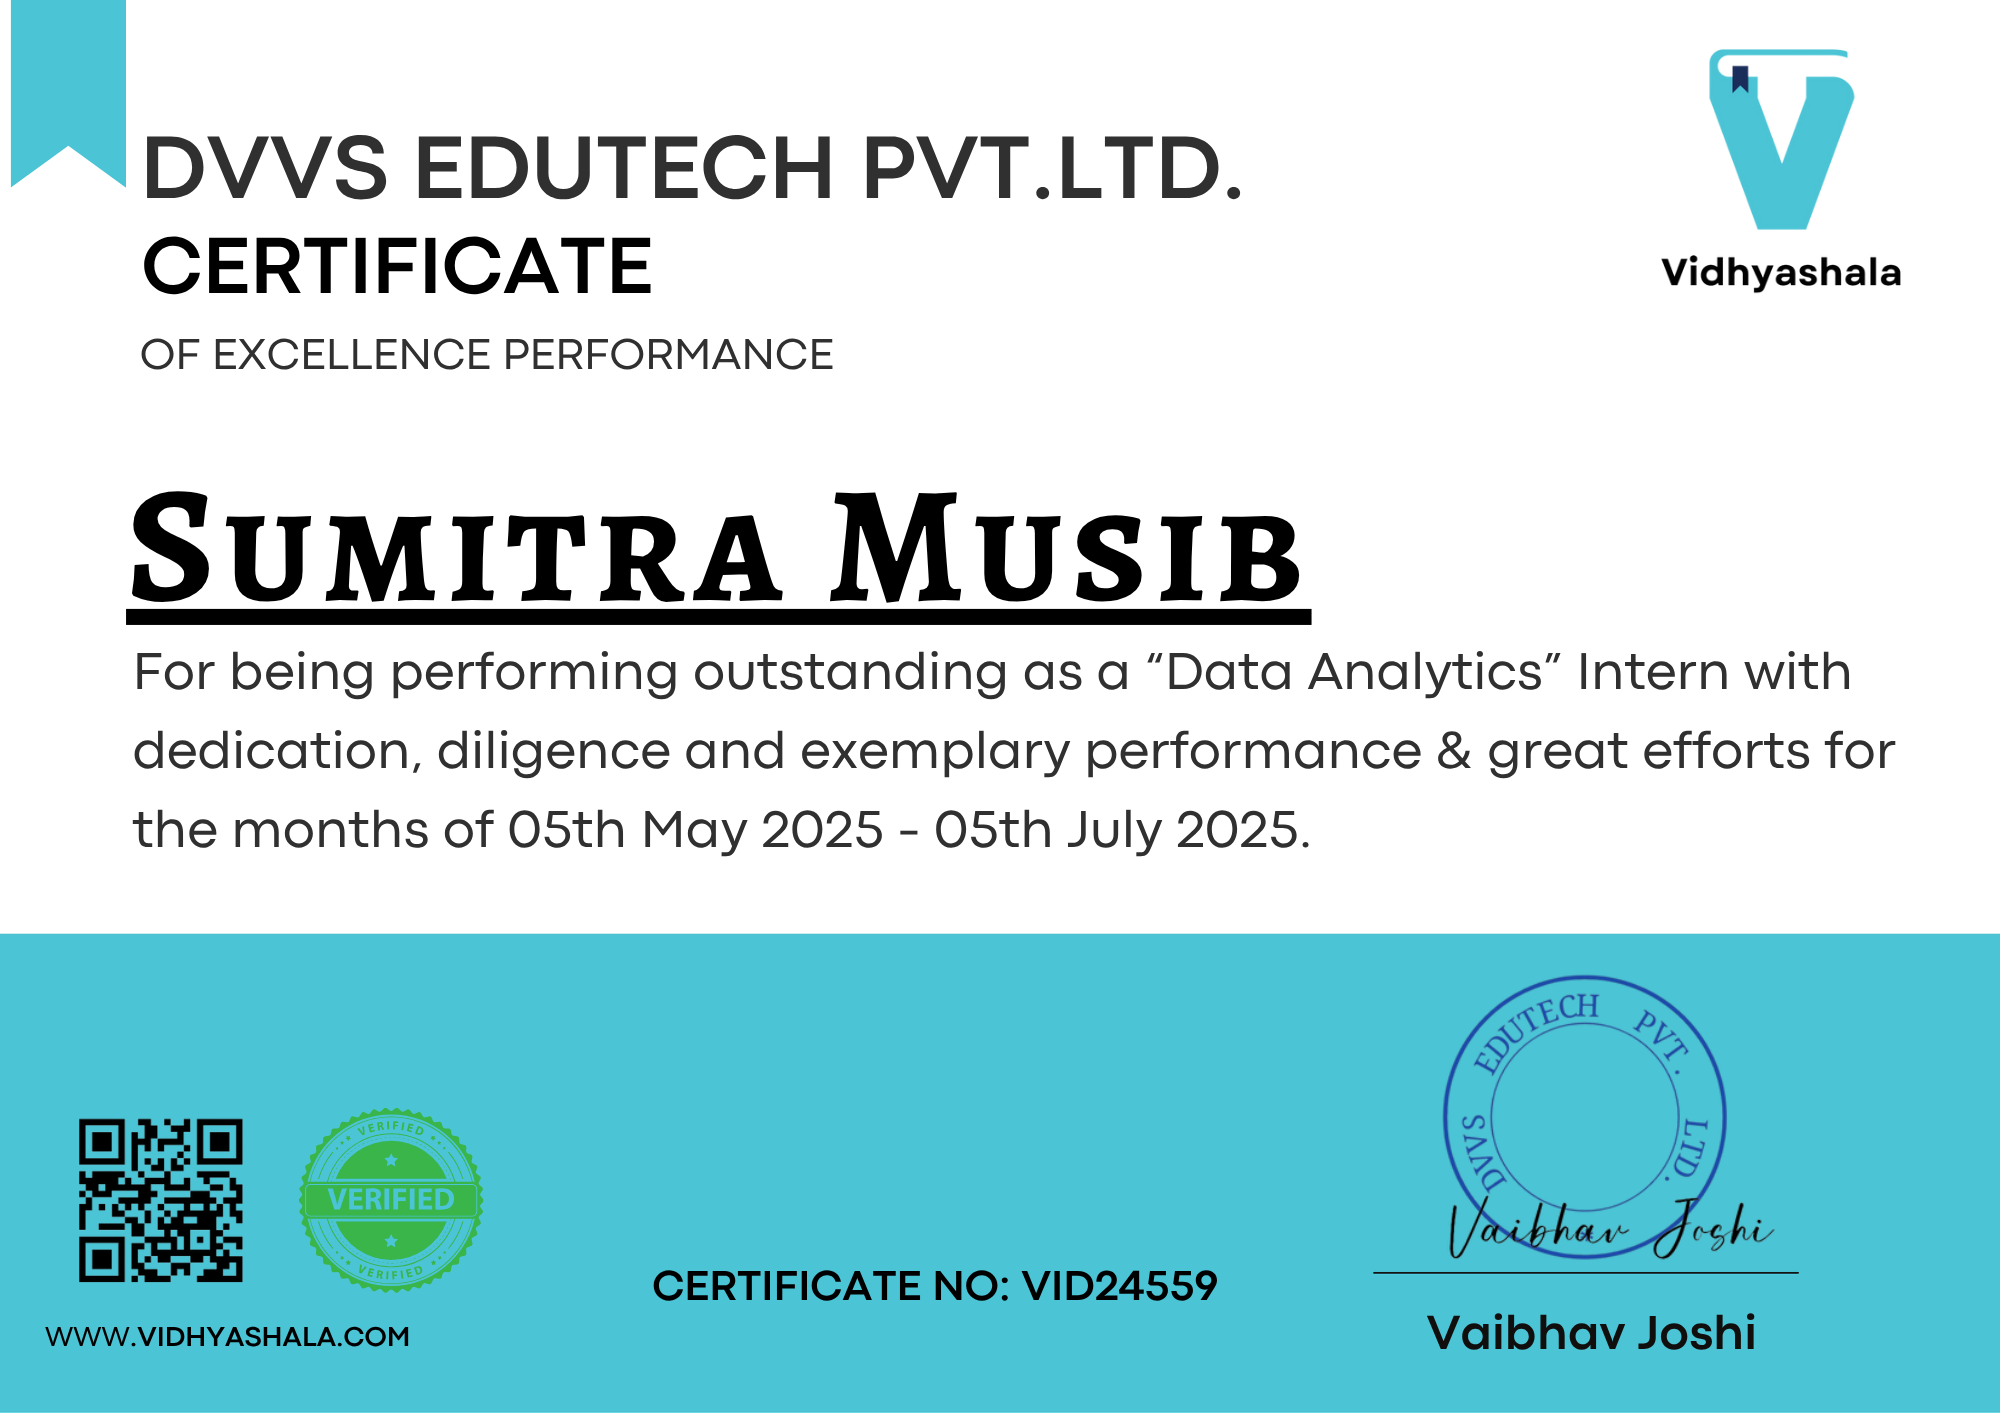 DVVS EDUTECH PVT.LTD.
CERTIFICATE
OF EXCELLENCE PERFORMANCE
Vidhyashala
Sumitra Musib
For being performing outstanding as a “Data Analytics” Intern with
dedication, diligence and exemplary performance & great efforts for
the months of 05th May 2025 - 05th July 2025.
VERIFIED
VERIFIED
VERIFIED
WWW.VIDHYASHALA.COM
CERTIFICATE NO: VID24559
DVVS EDUTECH PVT. LTD.
Vaibhav Joshi
Vaibhav Joshi